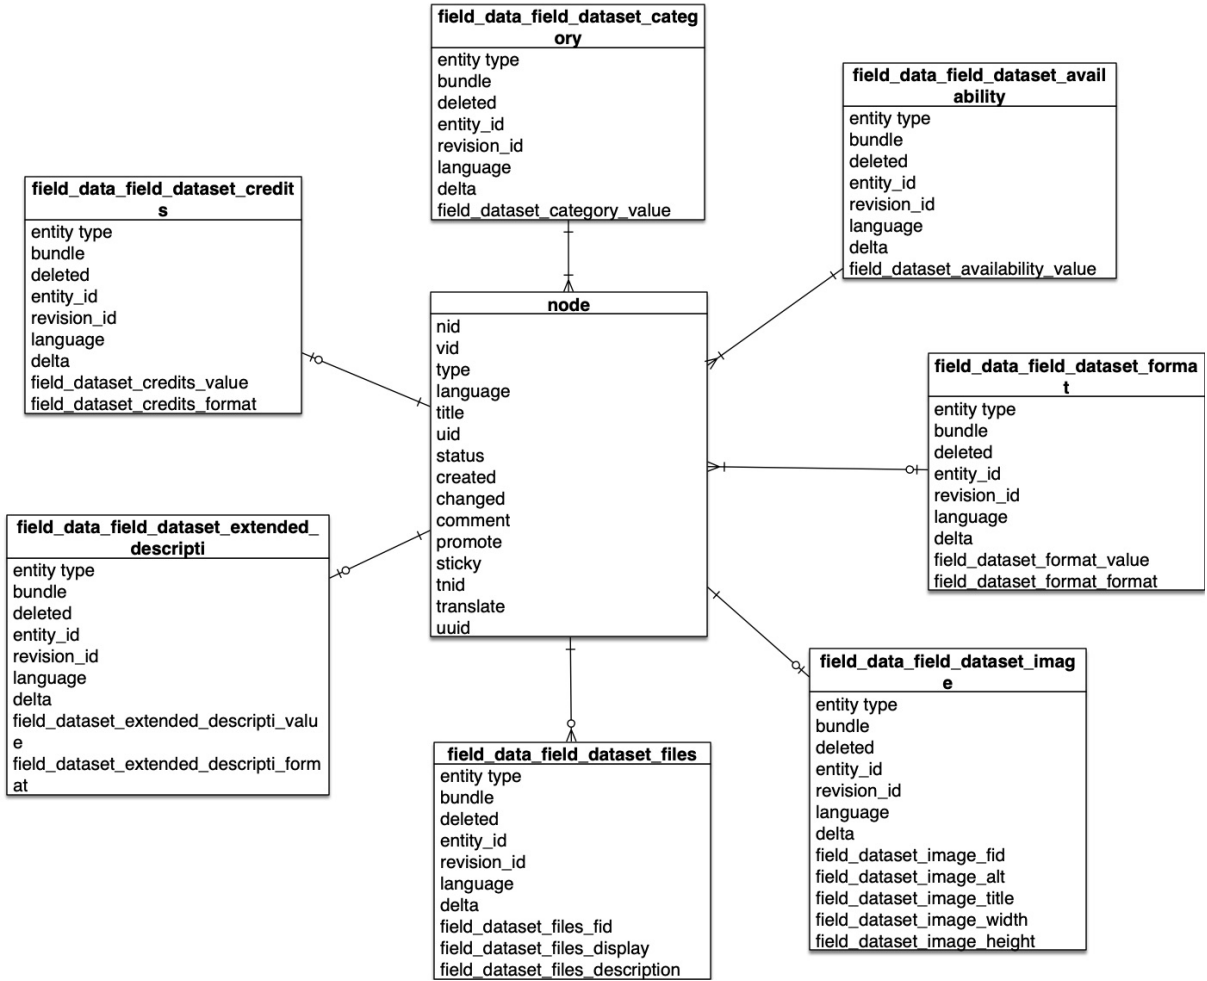 field_data_field_dataset_categ
ory
entity type
bundle
deleted
entity_id
revision_id
language
delta
field_dataset_category_value
field_data_field_dataset_avail
ability
entity type
bundle
deleted
entity_id
revision_id
language
delta
field_dataset_availability_value
field_data_field_dataset_credit
s
entity type
bundle
deleted
entity_id
revision_id
language
delta
field_dataset_credits_value
field_dataset_credits_format
node
nid
vid
type
language
title
uid
status
created
changed
comment
promote
sticky
tnid
translate
uuid
field_data_field_dataset_forma
t
entity type
bundle
deleted
entity_id
revision_id
language
delta
field_dataset_format_value
field_dataset_format_format
field_data_field_dataset_extended_
descripti
entity type
bundle
deleted
entity_id
revision_id
language
delta
field_dataset_extended_descripti_valu
e
field_dataset_extended_descripti_form
at
field_data_field_dataset_files
entity type
bundle
deleted
entity_id
revision_id
language
delta
field_dataset_files_fid
field_dataset_files_display
field_dataset_files_description
field_data_field_dataset_imag
e
entity type
bundle
deleted
entity_id
revision_id
language
delta
field_dataset_image_fid
field_dataset_image_alt
field_dataset_image_title
field_dataset_image_width
field_dataset_image_height